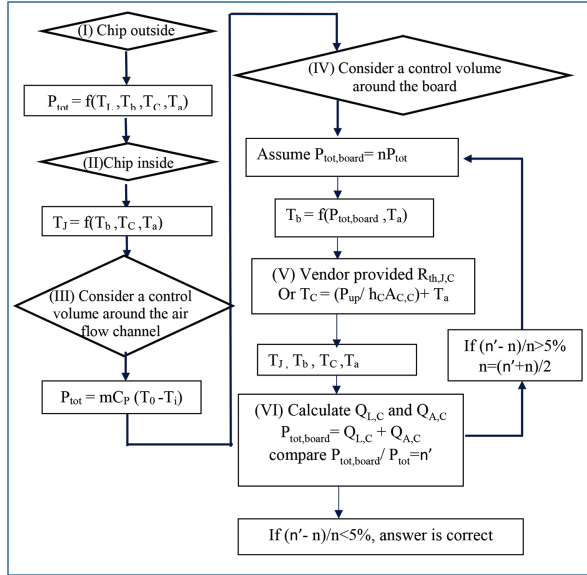 (I) Chip outside
P_tot = f(T_L ,T_b ,T_C ,T_a)
(II)Chip inside
T_J = f(T_b ,T_C ,T_a)
(III) Consider a control
volume around the air
flow channel
P_tot = mC_P (T_0 -T_i)
(IV) Consider a control volume
around the board
Assume P_tot,board= nP_tot
T_b = f(P_tot,board ,T_a)
(V) Vendor provided R_th,J,C
Or T_C = (P_up/ h_CA_C,C)+ T_a
T_J , T_b , T_C ,T_a
(VI) Calculate Q_L,C and Q_A,C
P_tot,board= Q_L,C + Q_A,C
compare P_tot,board/ P_tot=n′
If (n′- n)/n>5%
n=(n′+n)/2
If (n′- n)/n<5%, answer is correct